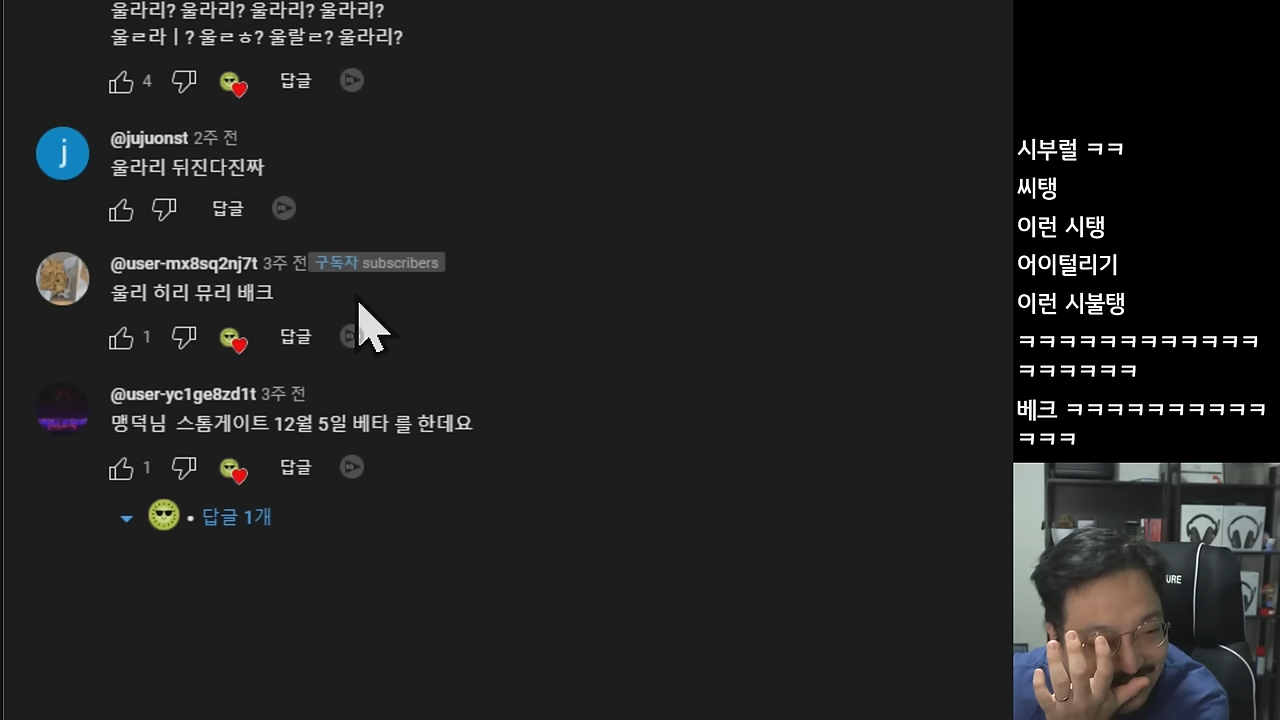 울라리? 울라리? 울라리? 울라리?
울ㄹ라ㅣ? 울ㄹㅎ? 울랄ㄹ? 울라리?
4
답글
j
@jujuonst 2주 전
울라리 뒤진다진짜
답글
@user-mx8sq2nj7t 3주 전 구독자 subscribers
울리 히리 뮤리 배크
1
답글
@user-yc1ge8zd1t 3주 전
맹덕님 스톰게이트 12월 5일 베타 를 한데요
1
답글
• 답글 1개
시부럴 ㅋㅋ
씨탱
이런 시탱
어이털리기
이런 시불탱
ㅋㅋㅋㅋㅋㅋㅋㅋㅋㅋㅋㅋ
ㅋㅋㅋㅋㅋㅋ
베크 ㅋㅋㅋㅋㅋㅋㅋㅋㅋㅋ
ㅋㅋㅋ
URE